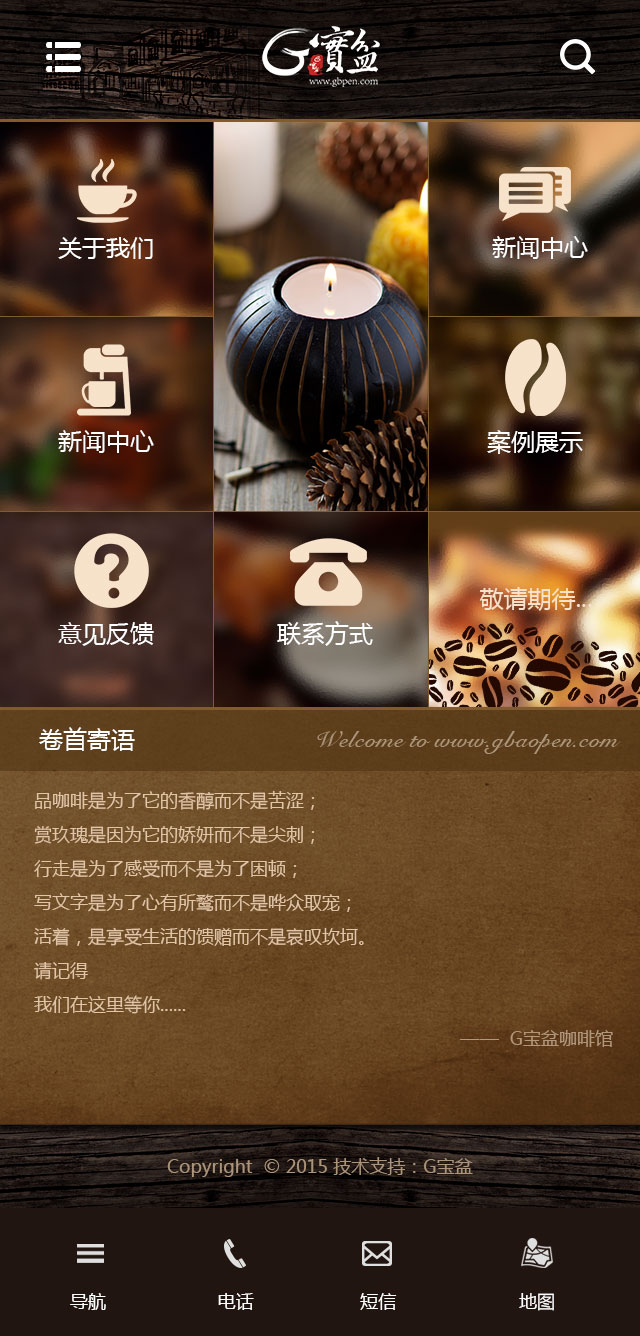 G寶盆
www.gbpen.com
关于我们
新闻中心
新闻中心
案例展示
意见反馈
联系方式
敬请期待...
卷首寄语
Welcome to www.gbaopen.com
品咖啡是为了它的香醇而不是苦涩；
赏玫瑰是因为它的娇妍而不是尖刺；
行走是为了感受而不是为了困顿；
写文字是为了心有所鹜而不是哗众取宠；
活着，是享受生活的馈赠而不是哀叹坎坷。
请记得
我们在这里等你......
—— G宝盆咖啡馆
Copyright © 2015 技术支持：G宝盆
导航
电话
短信
地图